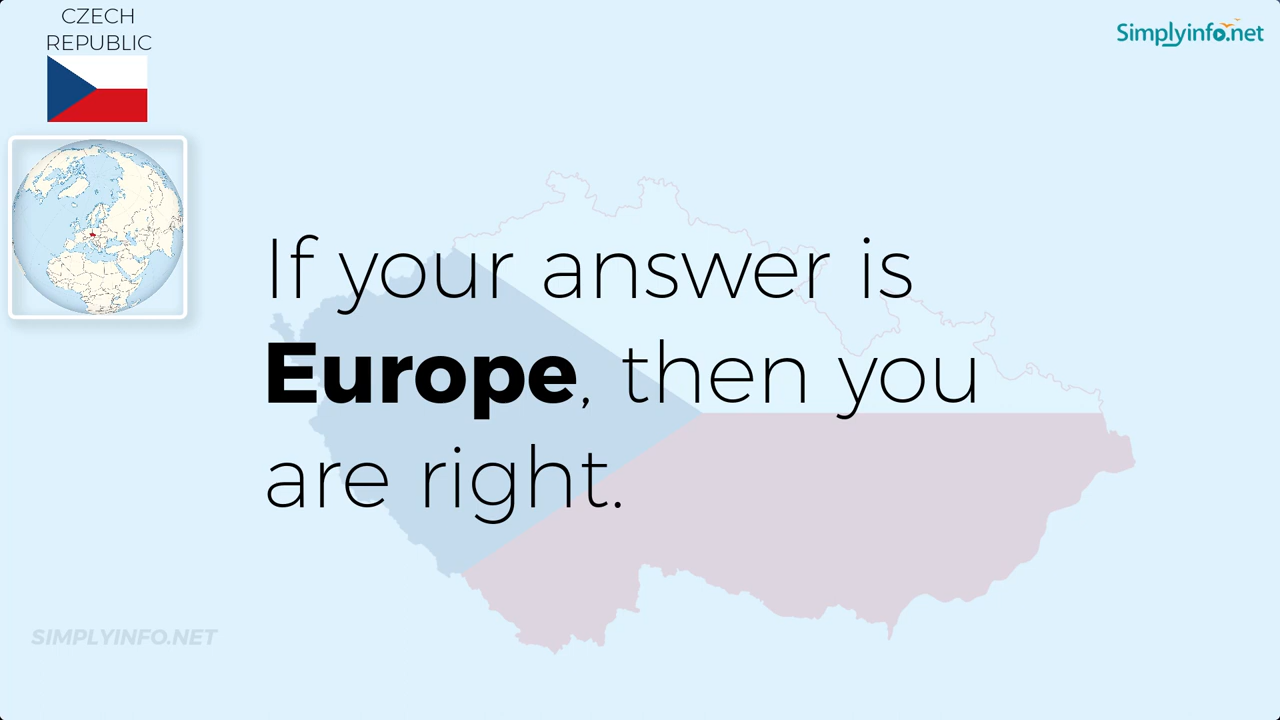 CZECH
REPUBLIC
Simplyinfo.net
If your answer is
Europe, then you
are right.
SIMPLYINFO.NET